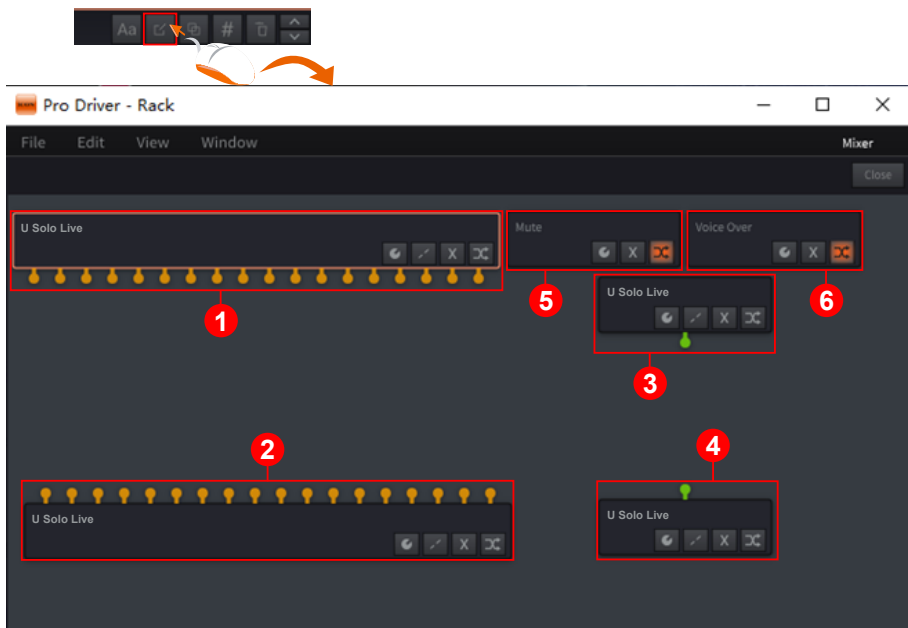 Aa #
Pro Driver - Rack
File Edit View Window Mixer
Close
U Solo Live
X
Mute
X
Voice Over
X
1
5
6
U Solo Live
X
3
2
4
U Solo Live
X
U Solo Live
X